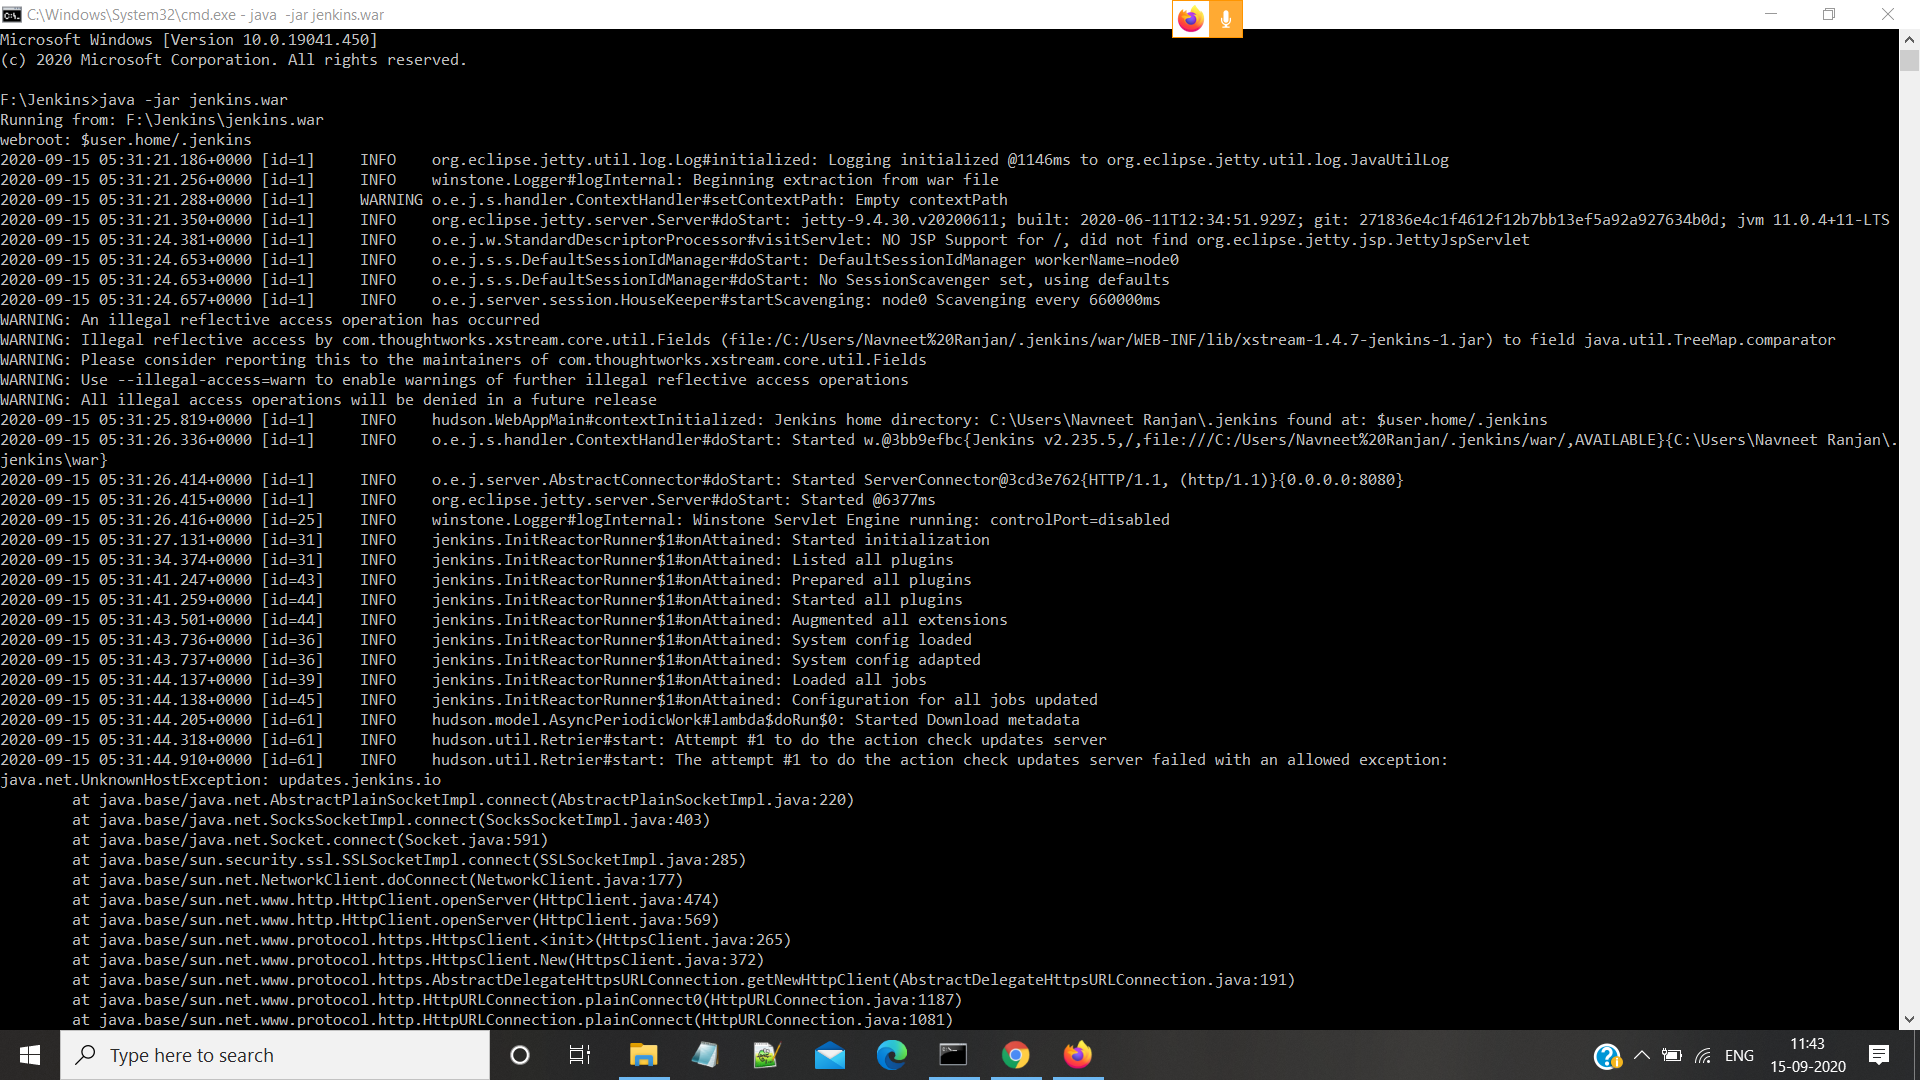 C:\Windows\System32\cmd.exe - java  -jar jenkins.war
Microsoft Windows [Version 10.0.19041.450]
(c) 2020 Microsoft Corporation. All rights reserved.
F:\Jenkins>java -jar jenkins.war
Running from: F:\Jenkins\jenkins.war
webroot: $user.home/.jenkins
2020-09-15 05:31:21.186+0000 [id=1]     INFO    org.eclipse.jetty.util.log.Log#initialized: Logging initialized @1146ms to org.eclipse.jetty.util.log.JavaUtilLog
2020-09-15 05:31:21.256+0000 [id=1]     INFO    winstone.Logger#logInternal: Beginning extraction from war file
2020-09-15 05:31:21.288+0000 [id=1]     WARNING o.e.j.s.handler.ContextHandler#setContextPath: Empty contextPath
2020-09-15 05:31:21.350+0000 [id=1]     INFO    org.eclipse.jetty.server.Server#doStart: jetty-9.4.30.v20200611; built: 2020-06-11T12:34:51.929Z; git: 271836e4c1f4612f12b7bb13ef5a92a927634b0d; jvm 11.0.4+11-LTS
2020-09-15 05:31:24.381+0000 [id=1]     INFO    o.e.j.w.StandardDescriptorProcessor#visitServlet: NO JSP Support for /, did not find org.eclipse.jetty.jsp.JettyJspServlet
2020-09-15 05:31:24.653+0000 [id=1]     INFO    o.e.j.s.s.DefaultSessionIdManager#doStart: DefaultSessionIdManager workerName=node0
2020-09-15 05:31:24.653+0000 [id=1]     INFO    o.e.j.s.s.DefaultSessionIdManager#doStart: No SessionScavenger set, using defaults
2020-09-15 05:31:24.657+0000 [id=1]     INFO    o.e.j.server.session.HouseKeeper#startScavenging: node0 Scavenging every 660000ms
WARNING: An illegal reflective access operation has occurred
WARNING: Illegal reflective access by com.thoughtworks.xstream.core.util.Fields (file:/C:/Users/Navneet%20Ranjan/.jenkins/war/WEB-INF/lib/xstream-1.4.7-jenkins-1.jar) to field java.util.TreeMap.comparator
WARNING: Please consider reporting this to the maintainers of com.thoughtworks.xstream.core.util.Fields
WARNING: Use --illegal-access=warn to enable warnings of further illegal reflective access operations
WARNING: All illegal access operations will be denied in a future release
2020-09-15 05:31:25.819+0000 [id=1]     INFO    hudson.WebAppMain#contextInitialized: Jenkins home directory: C:\Users\Navneet Ranjan\.jenkins found at: $user.home/.jenkins
2020-09-15 05:31:26.336+0000 [id=1]     INFO    o.e.j.s.handler.ContextHandler#doStart: Started w.@3bb9efbc{Jenkins v2.235.5,/,file:///C:/Users/Navneet%20Ranjan/.jenkins/war/,AVAILABLE}{C:\Users\Navneet Ranjan\.
jenkins\war}
2020-09-15 05:31:26.414+0000 [id=1]     INFO    o.e.j.server.AbstractConnector#doStart: Started ServerConnector@3cd3e762{HTTP/1.1, (http/1.1)}{0.0.0.0:8080}
2020-09-15 05:31:26.415+0000 [id=1]     INFO    org.eclipse.jetty.server.Server#doStart: Started @6377ms
2020-09-15 05:31:26.416+0000 [id=25]    INFO    winstone.Logger#logInternal: Winstone Servlet Engine running: controlPort=disabled
2020-09-15 05:31:27.131+0000 [id=31]    INFO    jenkins.InitReactorRunner$1#onAttained: Started initialization
2020-09-15 05:31:34.374+0000 [id=31]    INFO    jenkins.InitReactorRunner$1#onAttained: Listed all plugins
2020-09-15 05:31:41.247+0000 [id=43]    INFO    jenkins.InitReactorRunner$1#onAttained: Prepared all plugins
2020-09-15 05:31:41.259+0000 [id=44]    INFO    jenkins.InitReactorRunner$1#onAttained: Started all plugins
2020-09-15 05:31:43.501+0000 [id=44]    INFO    jenkins.InitReactorRunner$1#onAttained: Augmented all extensions
2020-09-15 05:31:43.736+0000 [id=36]    INFO    jenkins.InitReactorRunner$1#onAttained: System config loaded
2020-09-15 05:31:43.737+0000 [id=36]    INFO    jenkins.InitReactorRunner$1#onAttained: System config adapted
2020-09-15 05:31:44.137+0000 [id=39]    INFO    jenkins.InitReactorRunner$1#onAttained: Loaded all jobs
2020-09-15 05:31:44.138+0000 [id=45]    INFO    jenkins.InitReactorRunner$1#onAttained: Configuration for all jobs updated
2020-09-15 05:31:44.205+0000 [id=61]    INFO    hudson.model.AsyncPeriodicWork#lambda$doRun$0: Started Download metadata
2020-09-15 05:31:44.318+0000 [id=61]    INFO    hudson.util.Retrier#start: Attempt #1 to do the action check updates server
2020-09-15 05:31:44.910+0000 [id=61]    INFO    hudson.util.Retrier#start: The attempt #1 to do the action check updates server failed with an allowed exception:
java.net.UnknownHostException: updates.jenkins.io
        at java.base/java.net.AbstractPlainSocketImpl.connect(AbstractPlainSocketImpl.java:220)
        at java.base/java.net.SocksSocketImpl.connect(SocksSocketImpl.java:403)
        at java.base/java.net.Socket.connect(Socket.java:591)
        at java.base/sun.security.ssl.SSLSocketImpl.connect(SSLSocketImpl.java:285)
        at java.base/sun.net.NetworkClient.doConnect(NetworkClient.java:177)
        at java.base/sun.net.www.http.HttpClient.openServer(HttpClient.java:474)
        at java.base/sun.net.www.http.HttpClient.openServer(HttpClient.java:569)
        at java.base/sun.net.www.protocol.https.HttpsClient.<init>(HttpsClient.java:265)
        at java.base/sun.net.www.protocol.https.HttpsClient.New(HttpsClient.java:372)
        at java.base/sun.net.www.protocol.https.AbstractDelegateHttpsURLConnection.getNewHttpClient(AbstractDelegateHttpsURLConnection.java:191)
        at java.base/sun.net.www.protocol.http.HttpURLConnection.plainConnect0(HttpURLConnection.java:1187)
        at java.base/sun.net.www.protocol.http.HttpURLConnection.plainConnect(HttpURLConnection.java:1081)
Type here to search
ENG
11:43
15-09-2020